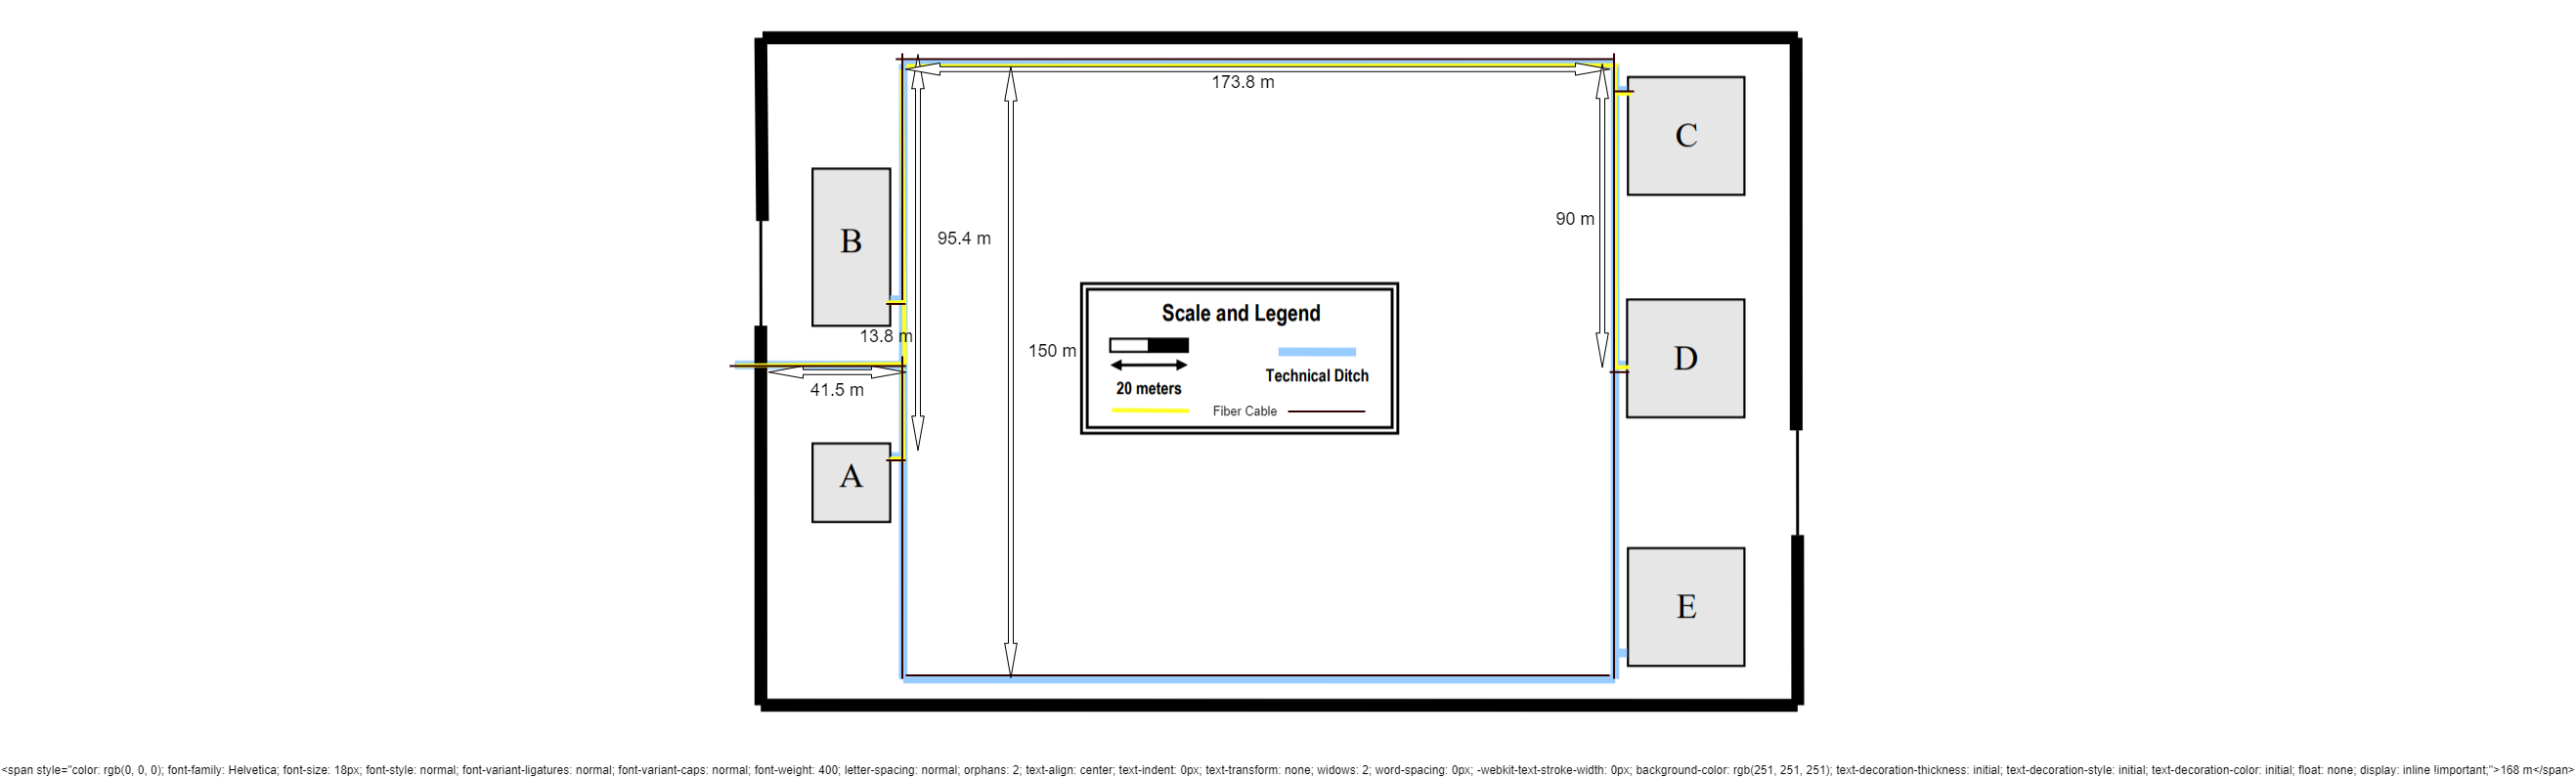 173.8 m
C
B
95.4 m
90 m
Scale and Legend
13.8 m
150 m
D
20 meters
Technical Ditch
41.5 m
Fiber Cable
A
E
<span style="color: rgb(0, 0, 0); font-family: Helvetica; font-size: 18px; font-style: normal; font-variant-ligatures: normal; font-variant-caps: normal; font-weight: 400; letter-spacing: normal; orphans: 2; text-align: center; text-indent: 0px; text-transform: none; widows: 2; word-spacing: 0px; -webkit-text-stroke-width: 0px; background-color: rgb(251, 251, 251); text-decoration-thickness: initial; text-decoration-style: initial; text-decoration-color: initial; float: none; display: inline !important;">168 m</span>